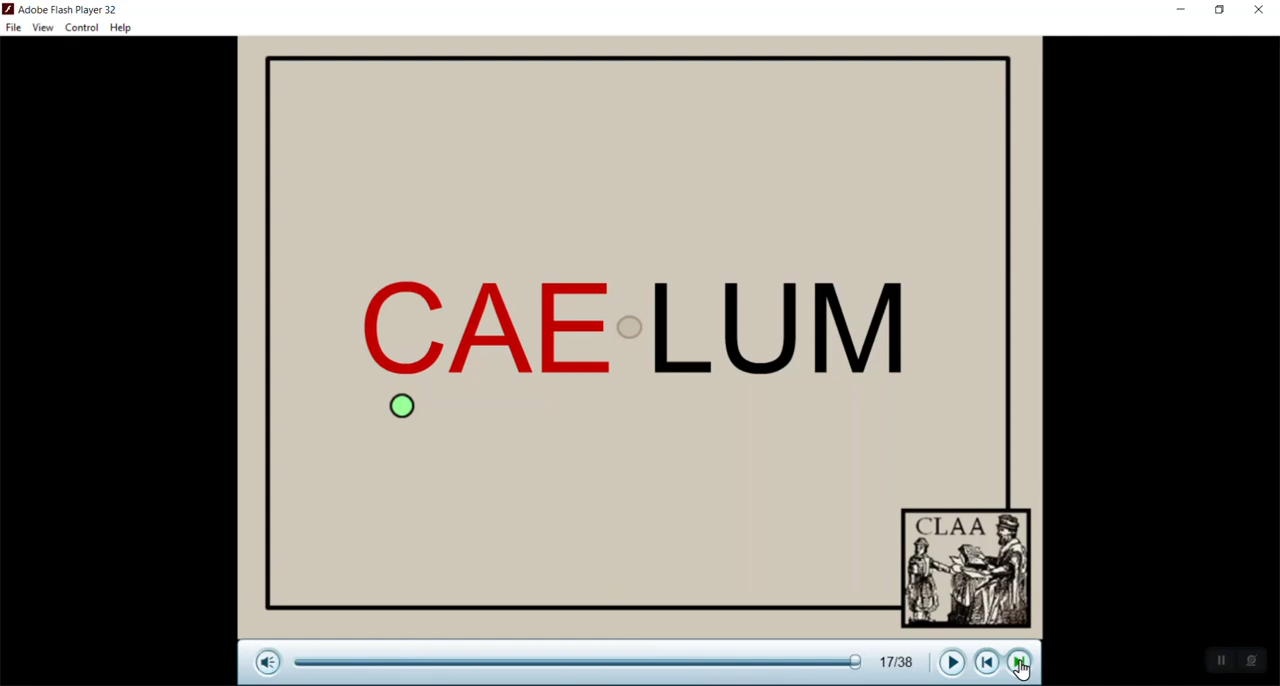 Adobe Flash Player 32
File View Control Help
CAE LUM
CLAA
17/38